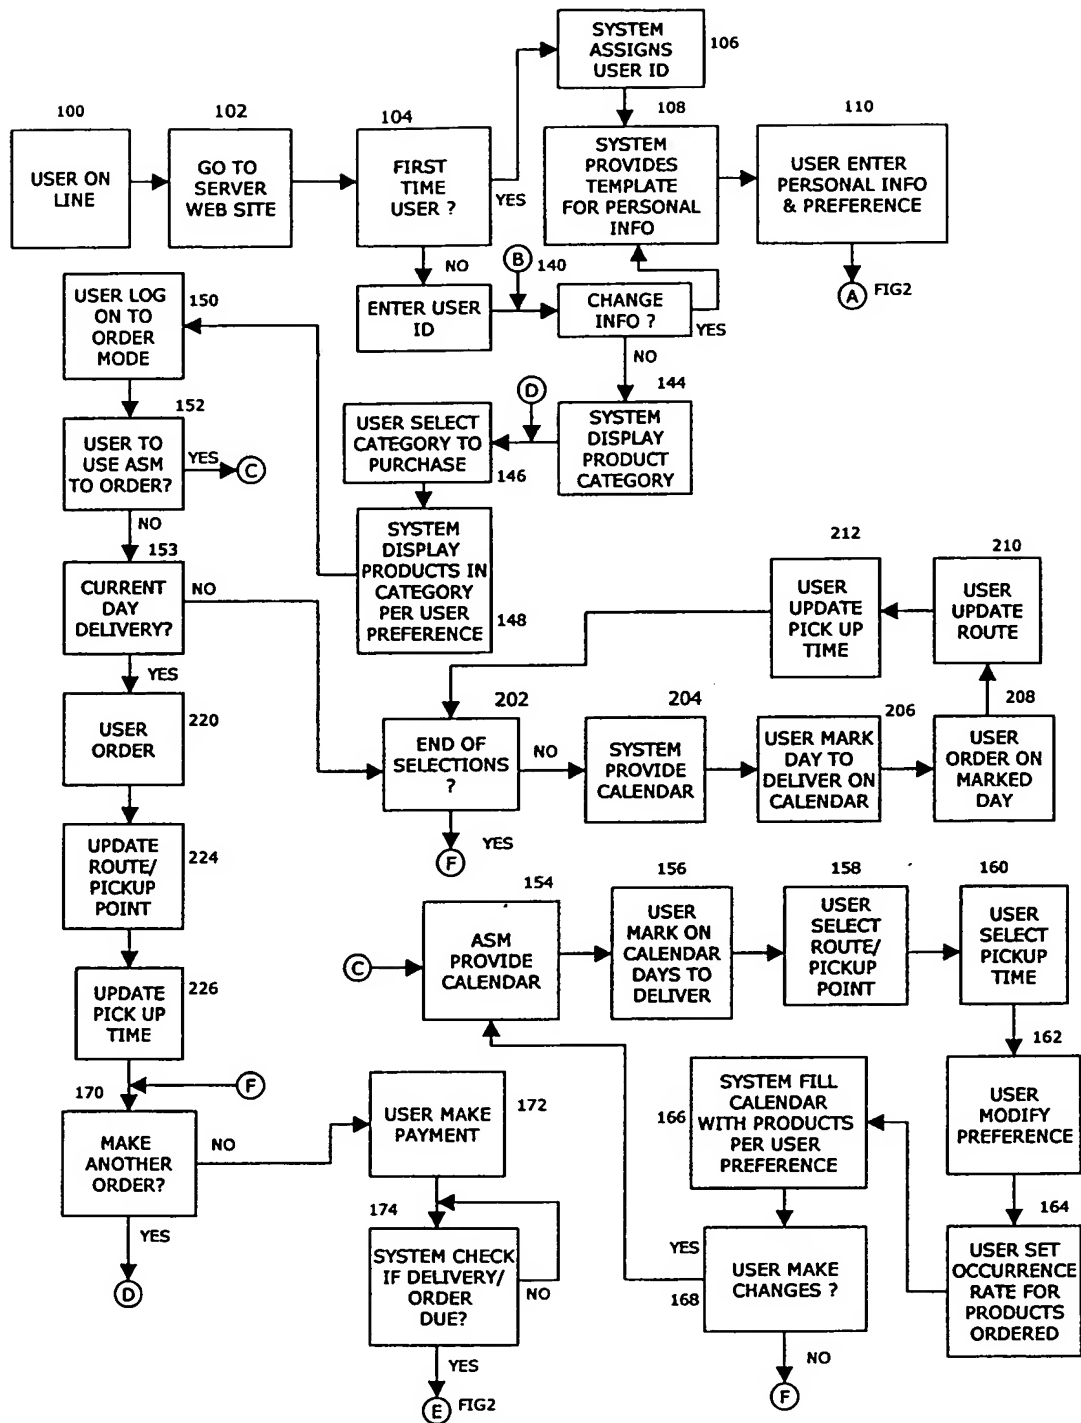 SYSTEM
ASSIGNS
USER ID
106
100
102
104
108
110
USER ON
LINE
GO TO
SERVER
WEB SITE
FIRST
TIME
USER ?
YES
SYSTEM
PROVIDES
TEMPLATE
FOR PERSONAL
INFO
USER ENTER
PERSONAL INFO
& PREFERENCE
NO
B
140
A
FIG2
USER LOG
ON TO
ORDER
MODE
150
ENTER USER
ID
CHANGE
INFO ?
YES
NO
152
D
144
USER TO
USE ASM
TO ORDER?
YES
C
USER SELECT
CATEGORY TO
PURCHASE
146
SYSTEM
DISPLAY
PRODUCT
CATEGORY
NO
153
SYSTEM
DISPLAY
PRODUCTS IN
CATEGORY
PER USER
PREFERENCE
148
212
210
CURRENT
DAY
DELIVERY?
NO
USER
UPDATE
PICK UP
TIME
USER
UPDATE
ROUTE
YES
220
USER
ORDER
202
204
206
208
END OF
SELECTIONS
?
NO
SYSTEM
PROVIDE
CALENDAR
USER MARK
DAY TO
DELIVER ON
CALENDAR
USER
ORDER ON
MARKED
DAY
YES
F
UPDATE
ROUTE/
PICKUP
POINT
224
154
156
158
160
C
ASM
PROVIDE
CALENDAR
USER
MARK ON
CALENDAR
DAYS TO
DELIVER
USER
SELECT
ROUTE/
PICKUP
POINT
USER
SELECT
PICKUP
TIME
UPDATE
PICK UP
TIME
226
162
170
F
172
166
USER MAKE
PAYMENT
SYSTEM FILL
CALENDAR
WITH PRODUCTS
PER USER
PREFERENCE
USER
MODIFY
PREFERENCE
MAKE
ANOTHER
ORDER?
NO
174
164
YES
D
SYSTEM CHECK
IF DELIVERY/
ORDER
DUE?
NO
YES
168
USER MAKE
CHANGES ?
USER SET
OCCURRENCE
RATE FOR
PRODUCTS
ORDERED
YES
E
FIG2
NO
F